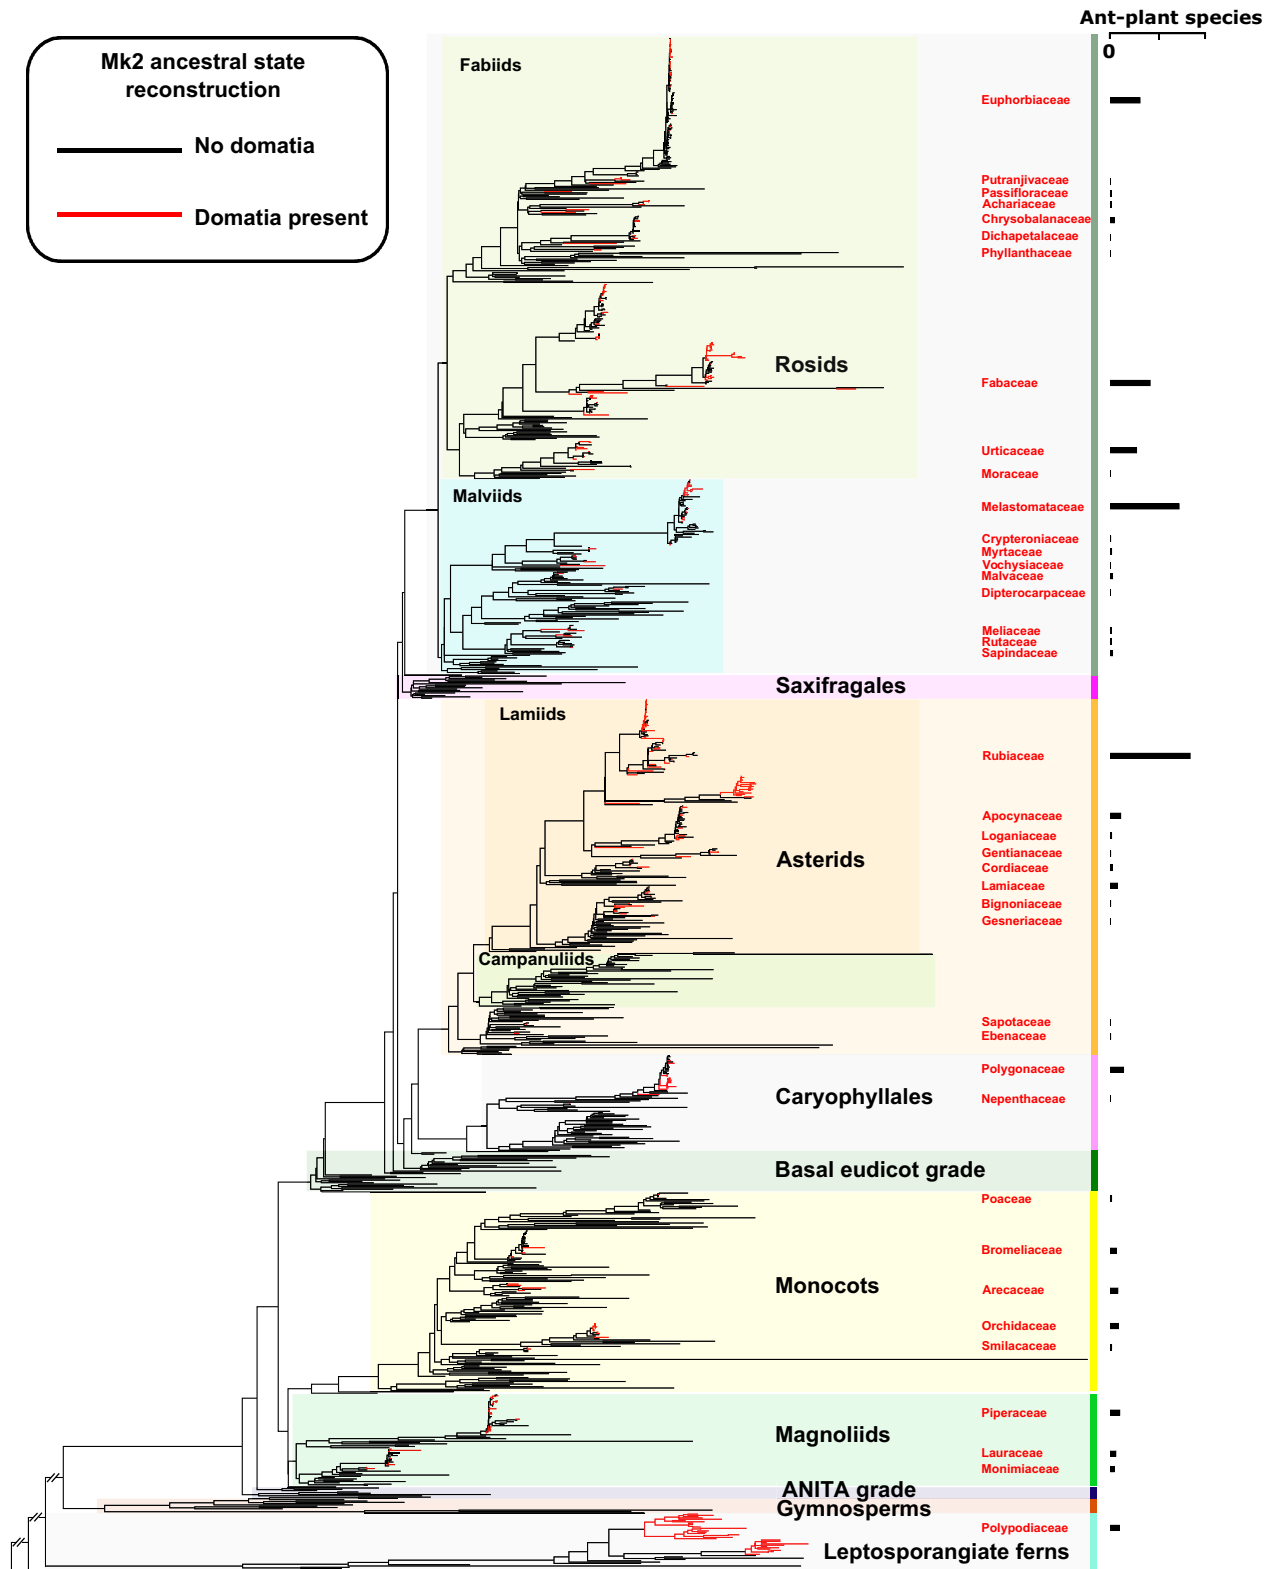 Ant-plant species
0
Mk2 ancestral state
reconstruction
No domatia
Domatia present
Fabiids
Euphorbiaceae
Putranjivaceae
Passifloraceae
Achariaceae
Chrysobalanaceae
Dichapetalaceae
Phyllanthaceae
Rosids
Fabaceae
Urticaceae
Moraceae
Malviids
Melastomataceae
Crypteroniaceae
Myrtaceae
Vochysiaceae
Malvaceae
Dipterocarpaceae
Meliaceae
Rutaceae
Sapindaceae
Saxifragales
Lamiids
Rubiaceae
Apocynaceae
Loganiaceae
Gentianaceae
Asterids
Cordiaceae
Lamiaceae
Bignoniaceae
Gesneriaceae
Campanuliids
Sapotaceae
Ebenaceae
Polygonaceae
Caryophyllales
Nepenthaceae
Basal eudicot grade
Poaceae
Bromeliaceae
Monocots
Arecaceae
Orchidaceae
Smilacaceae
Piperaceae
Magnoliids
Lauraceae
Monimiaceae
ANITA grade
Gymnosperms
Polypodiaceae
Leptosporangiate ferns